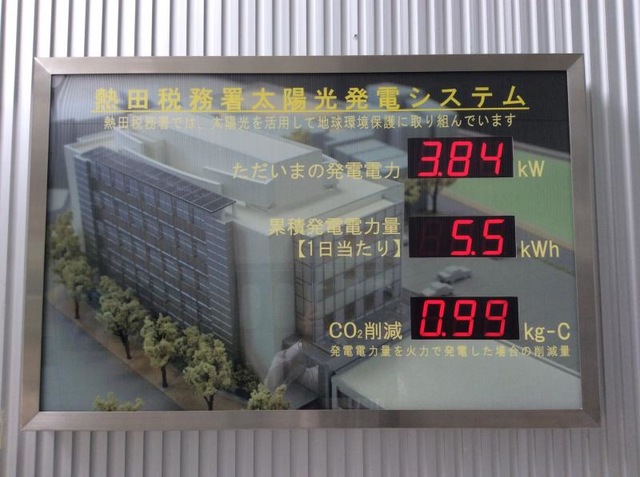 熱田税務署太陽光発電システム
熱田税務署では、太陽光を活用して地球環境保護に取り組んでいます
ただいまの発電電力 3.84 kW
累積発電電力量
【1日当たり】 5.5 kWh
CO₂削減 0.99 kg-C
発電電力量を火力で発電した場合の削減量